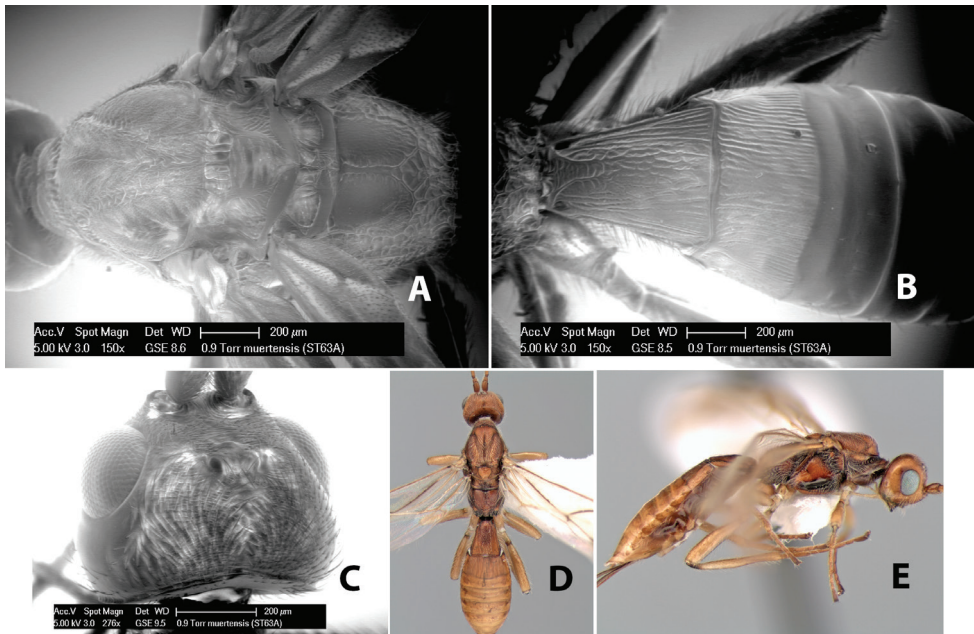 A
Acc.V Spot Magn Det WD 200 µm
5.00 kV 3.0 150x GSE 8.6 0.9 Torr muertensis (ST63A)
B
Acc.V Spot Magn Det WD 200 µm
5.00 kV 3.0 150x GSE 8.5 0.9 Torr muertensis (ST63A)
C
Acc.V Spot Magn Det WD 200 µm
5.00 kV 3.0 276x GSE 9.5 0.9 Torr muertensis (ST63A)
D
E